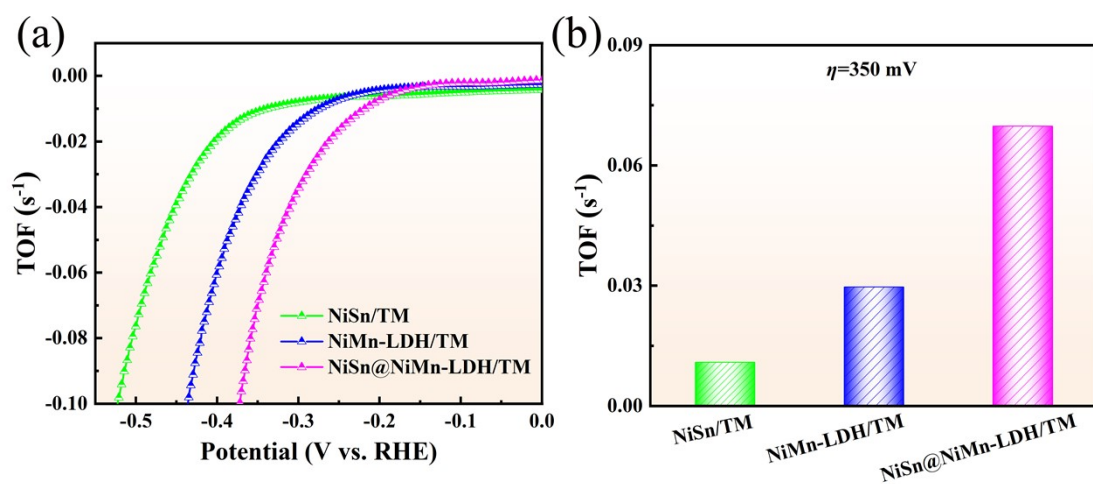 (a)
0.00
-0.02
-0.04
-0.06
-0.08
-0.10
TOF (s⁻¹)
NiSn/TM
NiMn-LDH/TM
NiSn@NiMn-LDH/TM
-0.5
-0.4
-0.3
-0.2
-0.1
0.0
Potential (V vs. RHE)
(b)
η=350 mV
0.09
0.06
0.03
0.00
TOF (s⁻¹)
NiSn/TM
NiMn-LDH/TM
NiSn@NiMn-LDH/TM